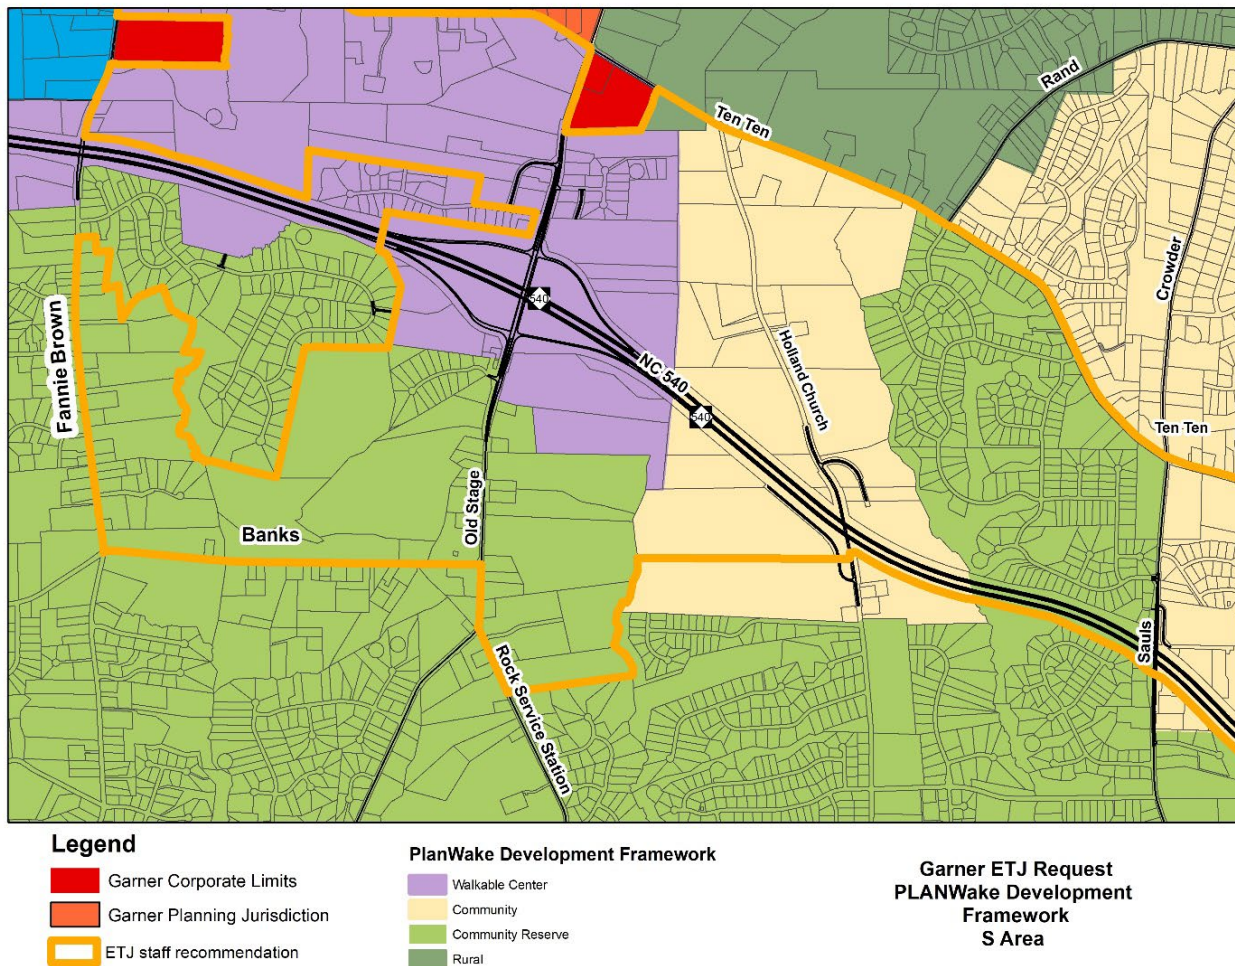 Rand
Ten Ten
Crowder
540
Fannie Brown
NC 540
Holland Church
540
Ten Ten
Old Stage
Banks
Sauls
Rock Service Station
Legend
Garner Corporate Limits
Garner Planning Jurisdiction
ETJ staff recommendation
PlanWake Development Framework
Walkable Center
Community
Community Reserve
Rural
Garner ETJ Request
PLANWake Development
Framework
S Area